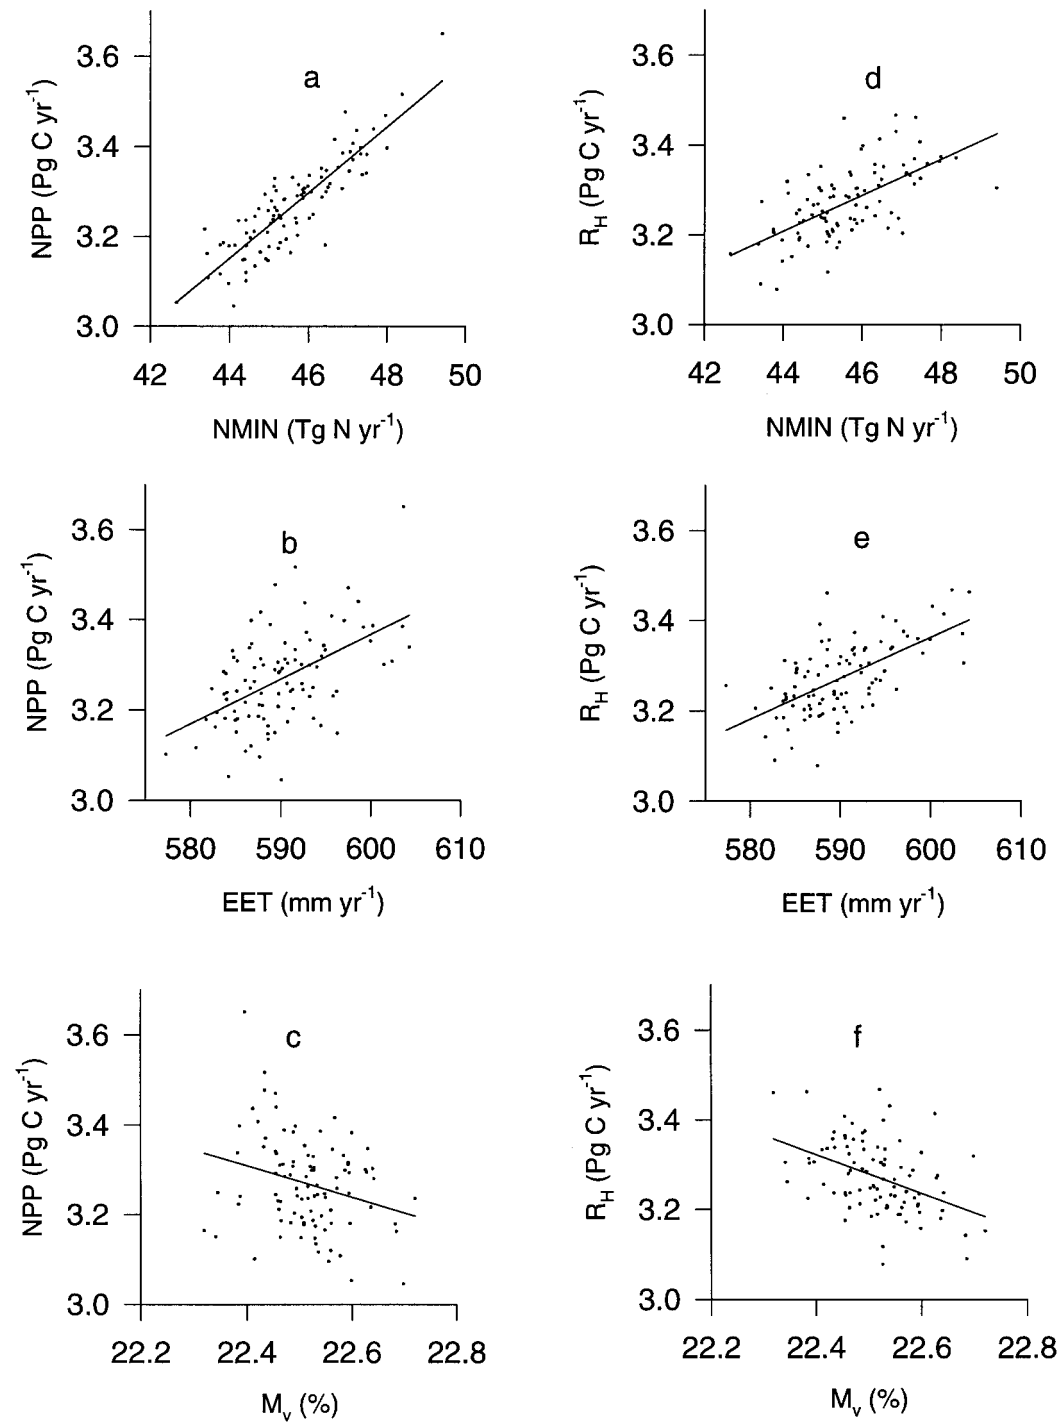 a
NPP (Pg C yr⁻¹)
3.6
3.4
3.2
3.0
42 44 46 48 50
NMIN (Tg N yr⁻¹)
d
R_H (Pg C yr⁻¹)
3.6
3.4
3.2
3.0
42 44 46 48 50
NMIN (Tg N yr⁻¹)
b
NPP (Pg C yr⁻¹)
3.6
3.4
3.2
3.0
580 590 600 610
EET (mm yr⁻¹)
e
R_H (Pg C yr⁻¹)
3.6
3.4
3.2
3.0
580 590 600 610
EET (mm yr⁻¹)
c
NPP (Pg C yr⁻¹)
3.6
3.4
3.2
3.0
22.2 22.4 22.6 22.8
M_v (%)
f
R_H (Pg C yr⁻¹)
3.6
3.4
3.2
3.0
22.2 22.4 22.6 22.8
M_v (%)